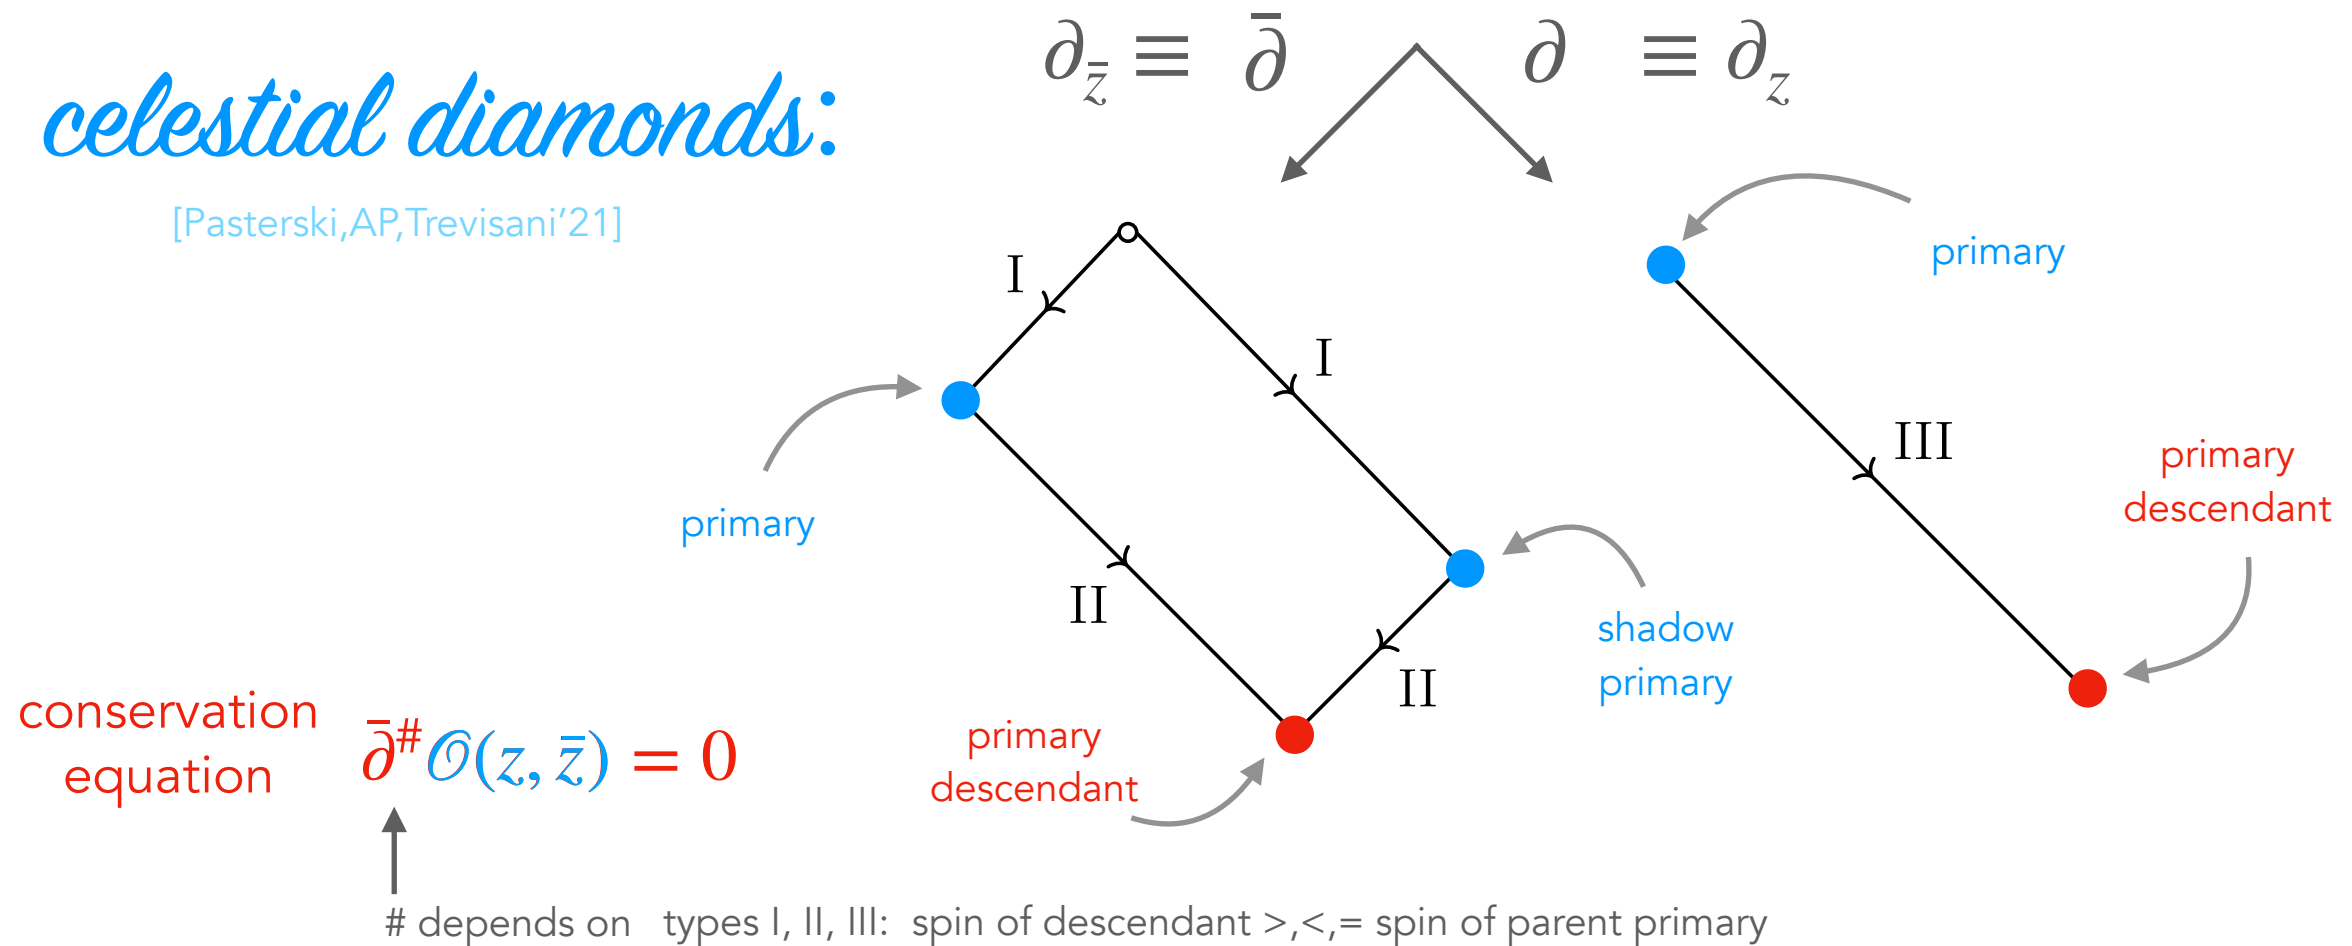 ∂_z̄ ≡ ∂̄ ∂ ≡ ∂_z
celestial diamonds:
[Pasterski,AP,Trevisani'21]
primary
I
I
III
primary
descendant
primary
II
shadow
primary
II
conservation
equation
∂̄^# 𝒪(z, z̄) = 0
primary
descendant
# depends on types I, II, III: spin of descendant >,<,= spin of parent primary